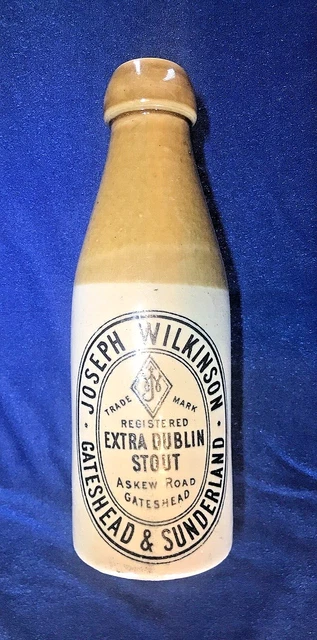 JOSEPH WILKINSON
TRADE MARK
REGISTERED
EXTRA DUBLIN
STOUT
ASKEW ROAD
GATESHEAD
GATESHEAD & SUNDERLAND